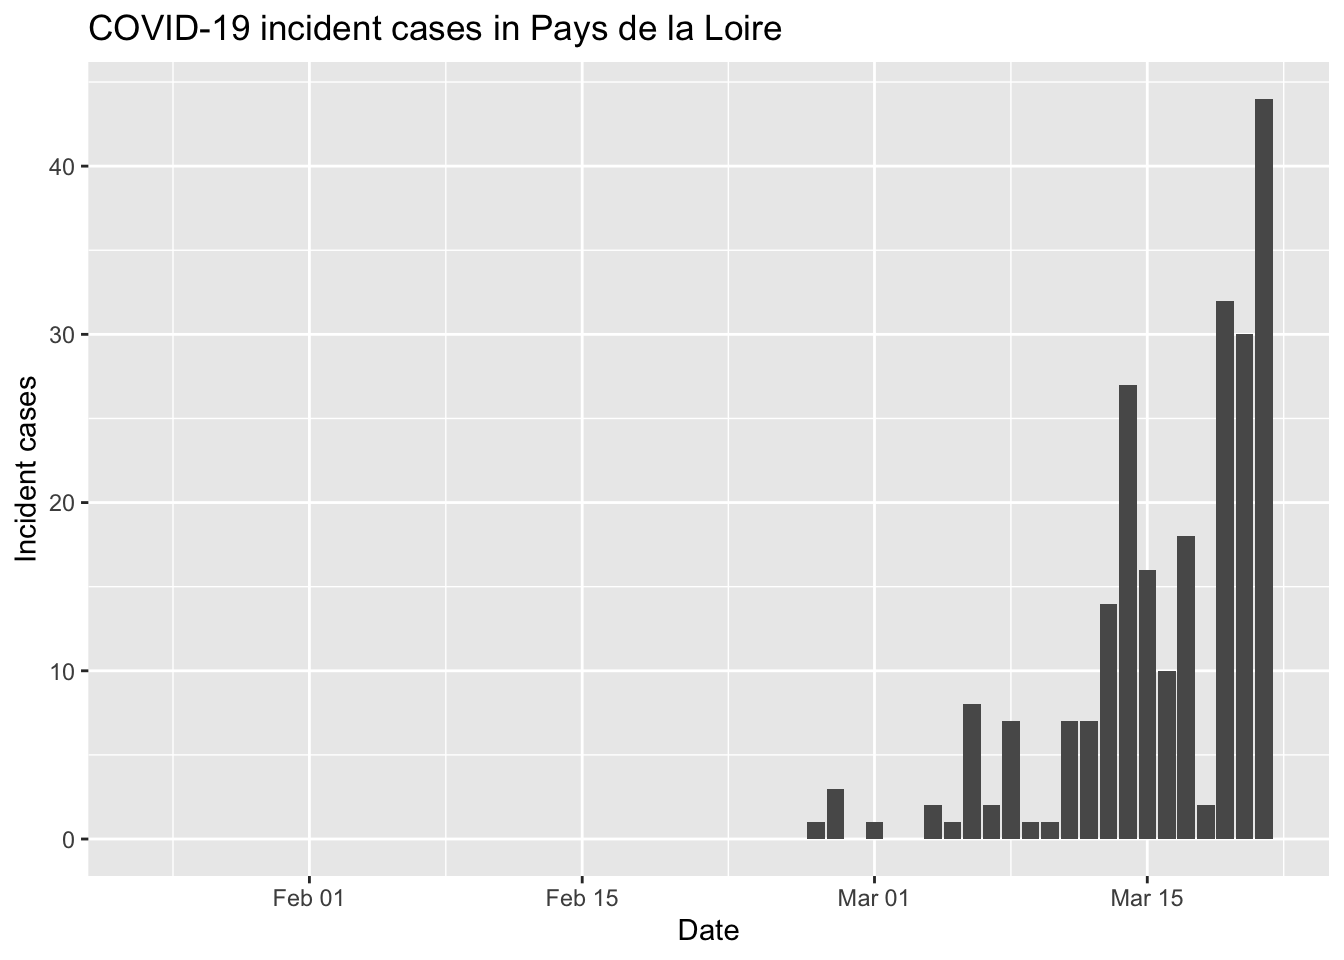 COVID-19 incident cases in Pays de la Loire
40
30
20
10
0
Incident cases
Feb 01
Feb 15
Mar 01
Mar 15
Date